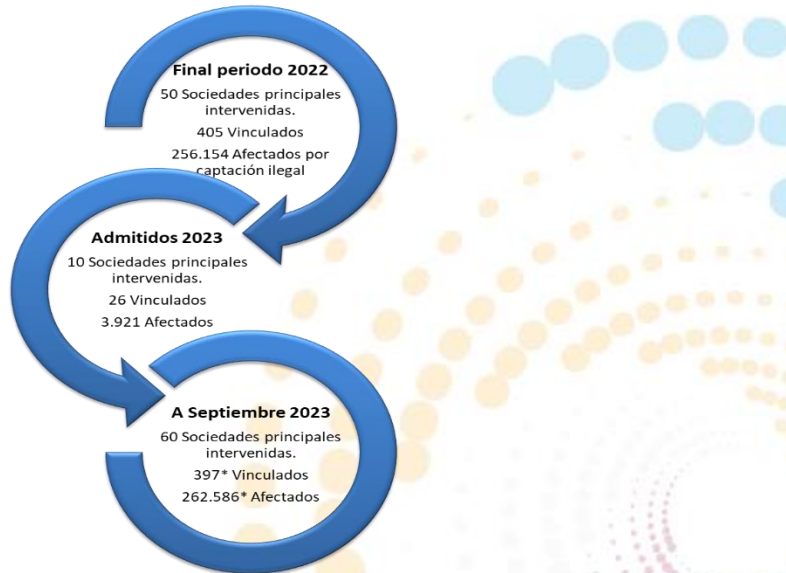 Final periodo 2022
50 Sociedades principales
intervenidas.
405 Vinculados
256.154 Afectados por
captación ilegal
Admitidos 2023
10 Sociedades principales
intervenidas.
26 Vinculados
3.921 Afectados
A Septiembre 2023
60 Sociedades principales
intervenidas.
397* Vinculados
262.586* Afectados